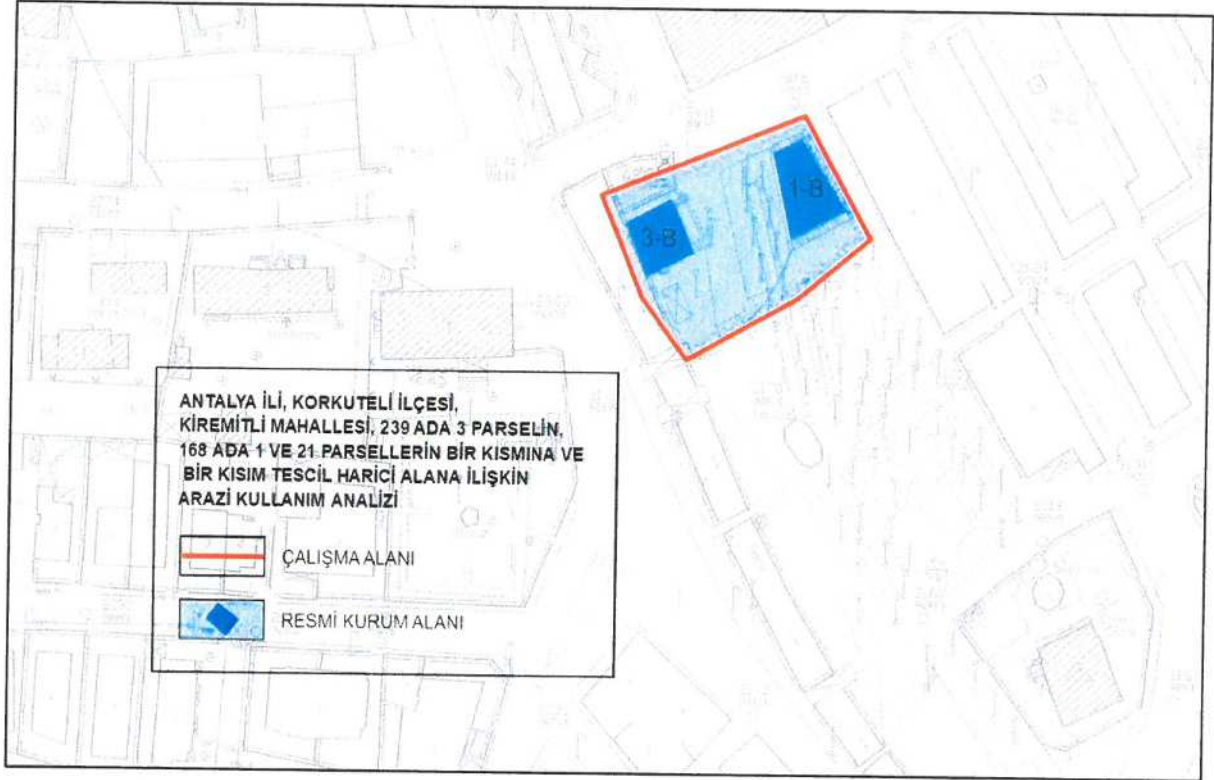 1-B
3-B
ANTALYA İLİ, KORKUTELİ İLÇESİ,
KİREMİTLİ MAHALLESİ, 239 ADA 3 PARSELİN,
168 ADA 1 VE 21 PARSELLERİN BİR KISMINA VE
BİR KISIM TESCİL HARİCİ ALANA İLİŞKİN
ARAZİ KULLANIM ANALİZİ
ÇALIŞMA ALANI
RESMİ KURUM ALANI